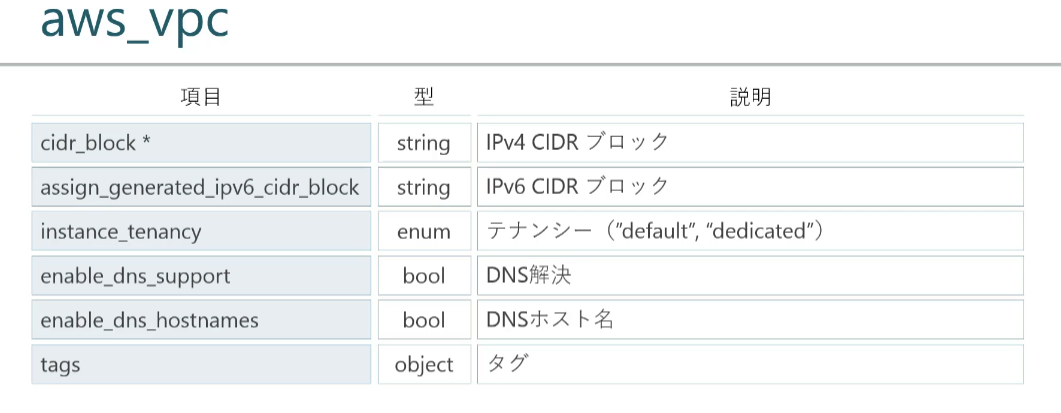 aws_vpc
項目 型 説明
cidr_block * string IPv4 CIDR ブロック
assign_generated_ipv6_cidr_block string IPv6 CIDR ブロック
instance_tenancy enum テナンシー（”default”, “dedicated”）
enable_dns_support bool DNS解決
enable_dns_hostnames bool DNSホスト名
tags object タグ